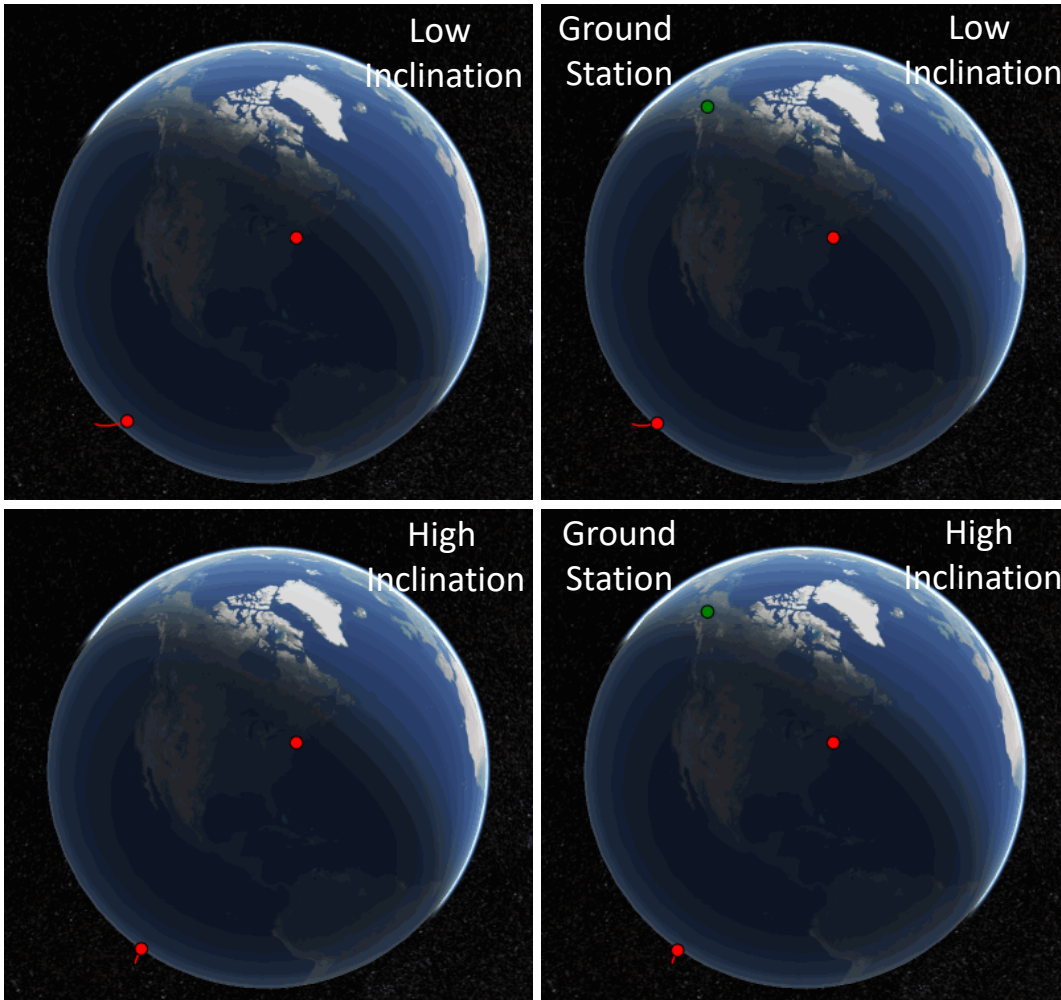 Low
Inclination
Ground
Station
Low
Inclination
High
Inclination
Ground
Station
High
Inclination